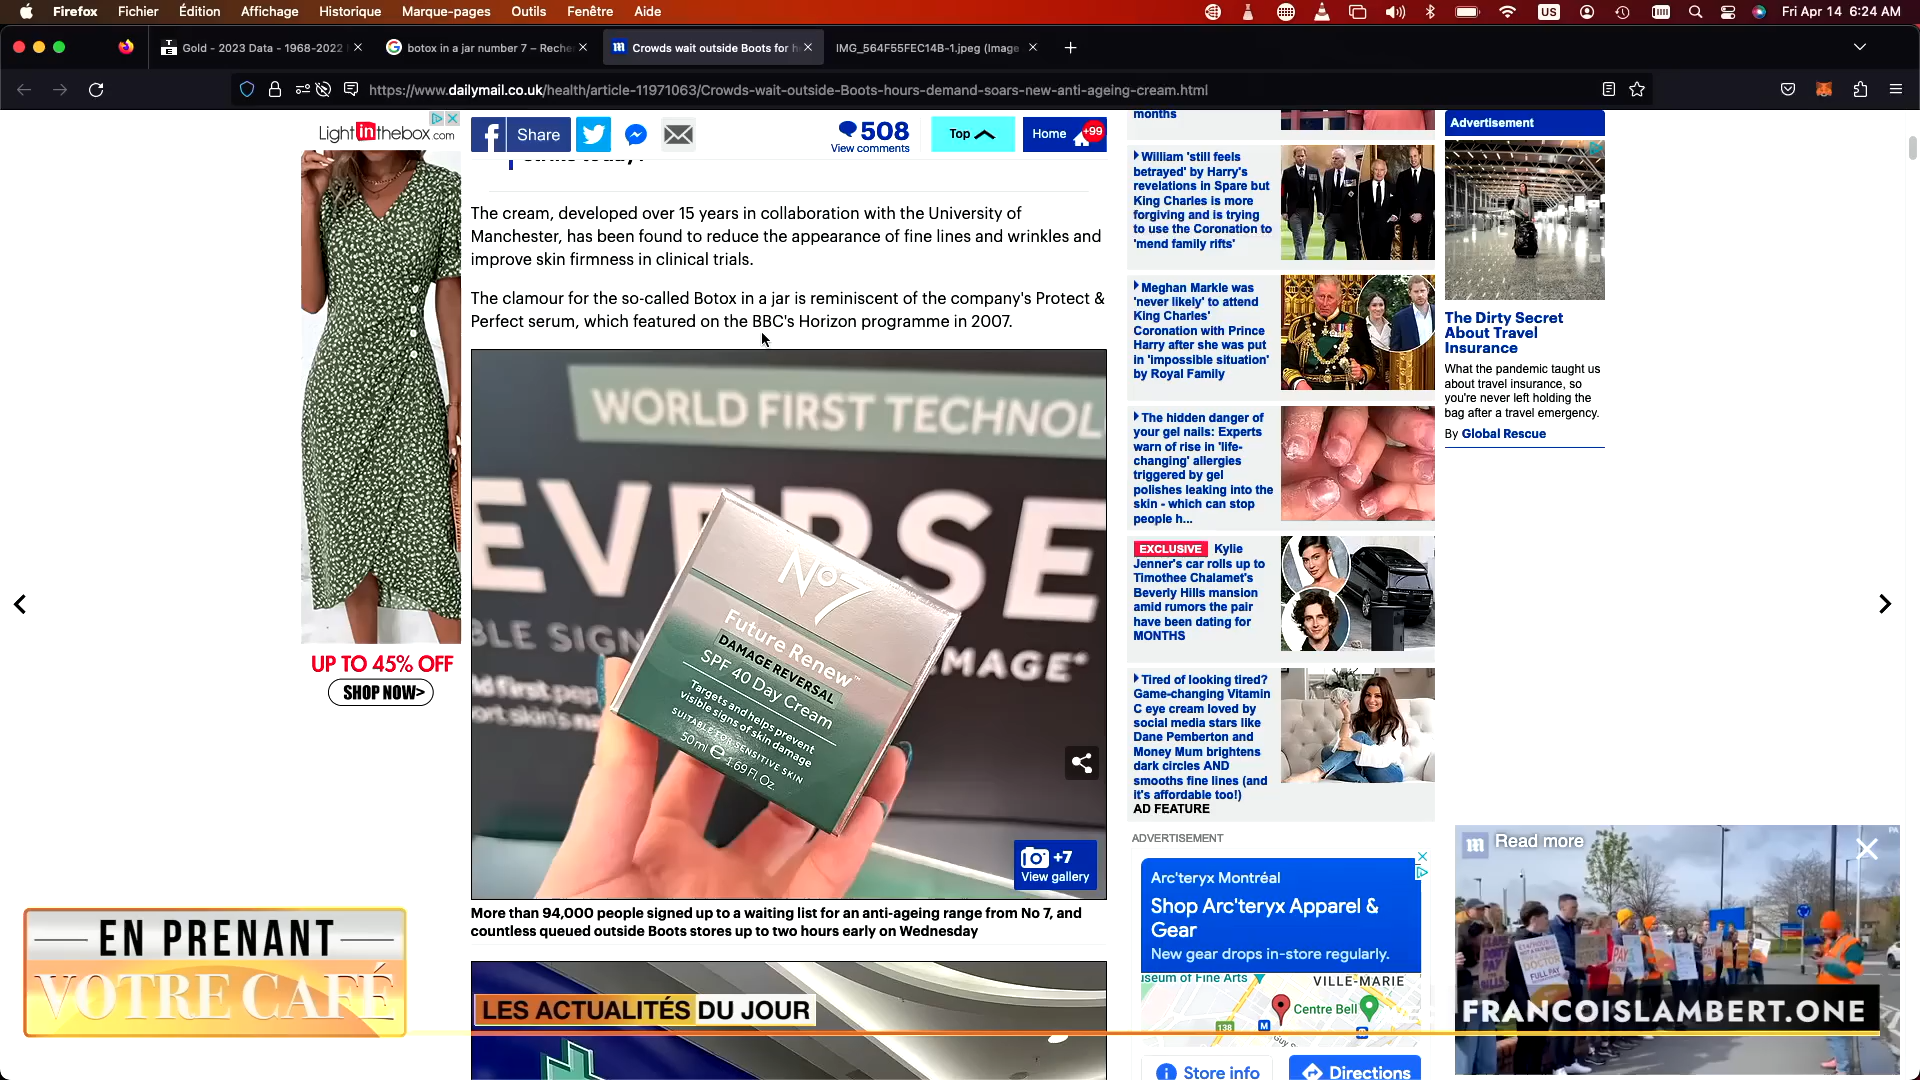 Firefox Fichier Édition Affichage Historique Marque-pages Outils Fenêtre Aide
US
Fri Apr 14 6:24 AM
Gold - 2023 Data - 1968-2022
botox in a jar number 7 – Reche
Crowds wait outside Boots for h
IMG_564F55FEC14B-1.jpeg (Image
https://www.dailymail.co.uk/health/article-11971063/Crowds-wait-outside-Boots-hours-demand-soars-new-anti-ageing-cream.html
Light in thebox.com
UP TO 45% OFF
SHOP NOW>
Share
508
View comments
Top
Home
+99
The cream, developed over 15 years in collaboration with the University of
Manchester, has been found to reduce the appearance of fine lines and wrinkles and
improve skin firmness in clinical trials.
The clamour for the so-called Botox in a jar is reminiscent of the company's Protect &
Perfect serum, which featured on the BBC's Horizon programme in 2007.
WORLD FIRST TECHNOL
EVERSE
BLE SIGN
MAGE*
No7
Future Renew™
DAMAGE REVERSAL
SPF 40 Day Cream
Targets and helps prevent
visible signs of skin damage
SUITABLE FOR SENSITIVE SKIN
50ml e 1.69 Fl. Oz.
+7
View gallery
More than 94,000 people signed up to a waiting list for an anti-ageing range from No 7, and
countless queued outside Boots stores up to two hours early on Wednesday
months
William 'still feels
betrayed' by Harry's
revelations in Spare but
King Charles is more
forgiving and is trying
to use the Coronation to
'mend family rifts'
Meghan Markle was
'never likely' to attend
King Charles'
Coronation with Prince
Harry after she was put
in 'impossible situation'
by Royal Family
The hidden danger of
your gel nails: Experts
warn of rise in 'life-
changing' allergies
triggered by gel
polishes leaking into the
skin - which can stop
people h...
EXCLUSIVE Kylie
Jenner's car rolls up to
Timothee Chalamet's
Beverly Hills mansion
amid rumors the pair
have been dating for
MONTHS
Tired of looking tired?
Game-changing Vitamin
C eye cream loved by
social media stars like
Dane Pemberton and
Money Mum brightens
dark circles AND
smooths fine lines (and
it's affordable too!)
AD FEATURE
ADVERTISEMENT
Arc'teryx Montréal
Shop Arc'teryx Apparel &
Gear
New gear drops in-store regularly.
useum of Fine Arts
VILLE-MARIE
Centre Bell
138
Guy S
Store info
Directions
Advertisement
The Dirty Secret
About Travel
Insurance
What the pandemic taught us
about travel insurance, so
you're never left holding the
bag after a travel emergency.
By Global Rescue
Read more
PA
EN PRENANT
VOTRE CAFÉ
LES ACTUALITÉS DU JOUR
FRANCOISLAMBERT.ONE